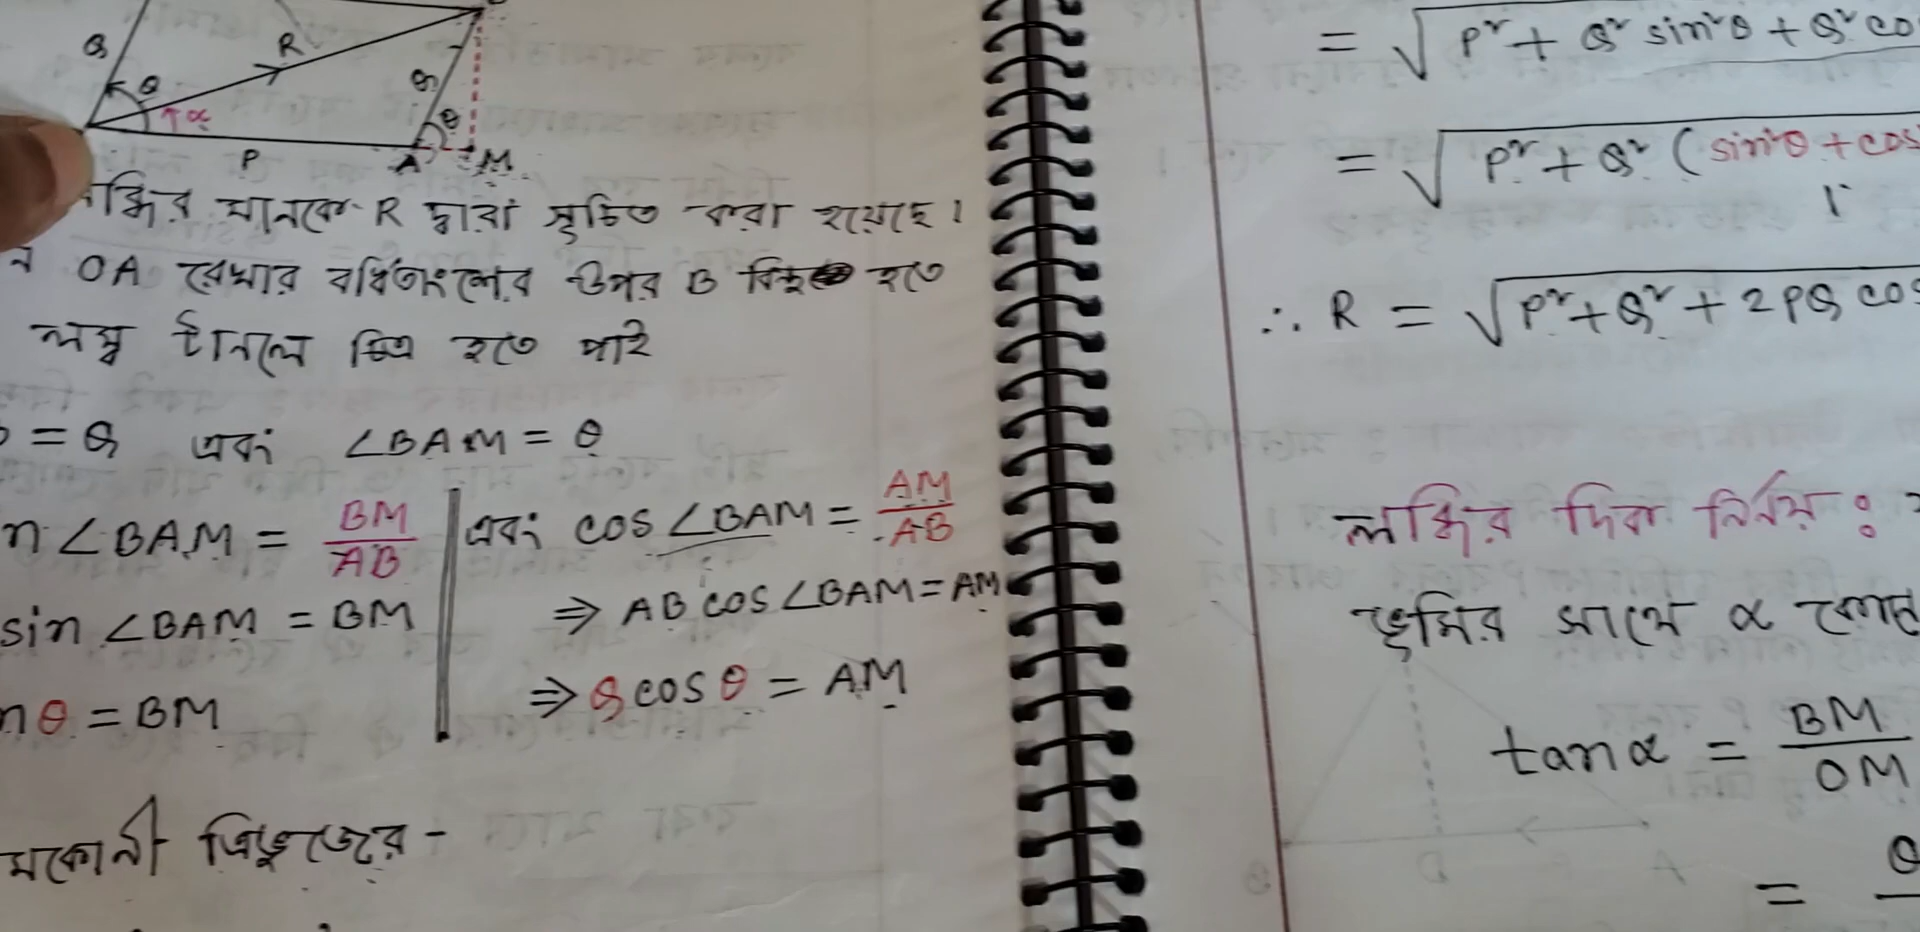 Q
R
Q
θ
α
θ
P
A
M
মানকে R দ্বারা সূচিত করা হয়েছে।
OA রেখার বর্ধিতাংশের উপর B হতে
লম্ব টানলে চিত্র হতে পাই
= Q এবং ∠BAM = θ
n ∠BAM = BM/AB এবং cos ∠BAM = AM/AB
sin ∠BAM = BM ⇒ AB cos ∠BAM = AM
n θ = BM ⇒ Q cos θ = AM
ত্রিভুজের -
= √P² + Q² sin²θ + Q² co
= √P² + Q² (sin²θ + cos
1
∴ R = √P² + Q² + 2PQ cos
লব্ধির দিক নির্ণয় :
ভূমির সাথে α
tan α = BM/OM
=